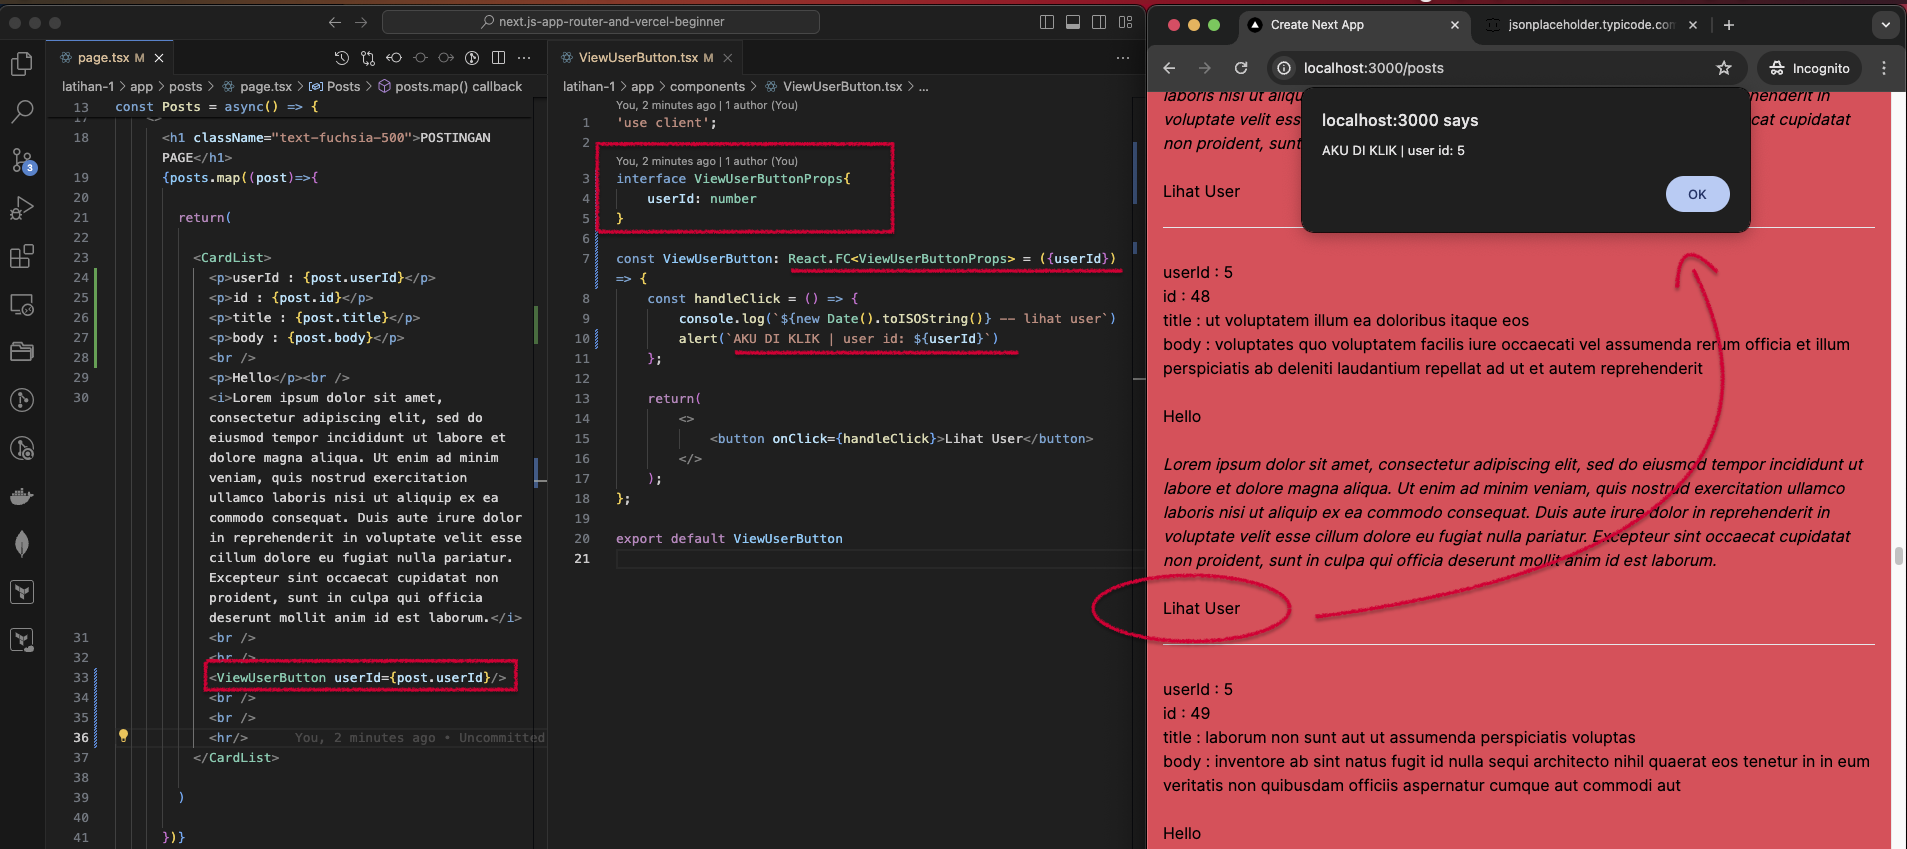 next.js-app-router-and-vercel-beginner
page.tsx M
latihan-1 > app > posts > page.tsx > Posts > posts.map() callback
13 const Posts = async() => {
17 <>
18 <h1 className="text-fuchsia-500">POSTINGAN
PAGE</h1>
19 {posts.map((post)=>{
20
21 return(
22
23 <CardList>
24 <p>userId : {post.userId}</p>
25 <p>id : {post.id}</p>
26 <p>title : {post.title}</p>
27 <p>body : {post.body}</p>
28 <br />
29 <p>Hello</p><br />
30 <i>Lorem ipsum dolor sit amet,
consectetur adipiscing elit, sed do
eiusmod tempor incididunt ut labore et
dolore magna aliqua. Ut enim ad minim
veniam, quis nostrud exercitation
ullamco laboris nisi ut aliquip ex ea
commodo consequat. Duis aute irure dolor
in reprehenderit in voluptate velit esse
cillum dolore eu fugiat nulla pariatur.
Excepteur sint occaecat cupidatat non
proident, sunt in culpa qui officia
deserunt mollit anim id est laborum.</i>
31 <br />
32 <br />
33 <ViewUserButton userId={post.userId}/>
34 <br />
35 <br />
36 <hr/> You, 2 minutes ago • Uncommitted
37 </CardList>
38
39 )
40
41 })}
3
ViewUserButton.tsx M
latihan-1 > app > components > ViewUserButton.tsx > ...
You, 2 minutes ago | 1 author (You)
1 'use client';
2
You, 2 minutes ago | 1 author (You)
3 interface ViewUserButtonProps{
4 userId: number
5 }
6
7 const ViewUserButton: React.FC<ViewUserButtonProps> = ({userId})
=> {
8 const handleClick = () => {
9 console.log(`${new Date().toISOString()} -- lihat user`)
10 alert(`AKU DI KLIK | user id: ${userId}`)
11 };
12
13 return(
14 <>
15 <button onClick={handleClick}>Lihat User</button>
16 </>
17 );
18 };
19
20 export default ViewUserButton
21
Create Next App
jsonplaceholder.typicode.com
localhost:3000/posts
Incognito
localhost:3000 says
AKU DI KLIK | user id: 5
OK
laboris nisi ut aliqu henderit in
voluptate velit ess cat cupidatat
non proident, sunt
Lihat User
userId : 5
id : 48
title : ut voluptatem illum ea doloribus itaque eos
body : voluptates quo voluptatem facilis iure occaecati vel assumenda rerum officia et illum
perspiciatis ab deleniti laudantium repellat ad ut et autem reprehenderit
Hello
Lorem ipsum dolor sit amet, consectetur adipiscing elit, sed do eiusmod tempor incididunt ut
labore et dolore magna aliqua. Ut enim ad minim veniam, quis nostrud exercitation ullamco
laboris nisi ut aliquip ex ea commodo consequat. Duis aute irure dolor in reprehenderit in
voluptate velit esse cillum dolore eu fugiat nulla pariatur. Excepteur sint occaecat cupidatat
non proident, sunt in culpa qui officia deserunt mollit anim id est laborum.
Lihat User
userId : 5
id : 49
title : laborum non sunt aut ut assumenda perspiciatis voluptas
body : inventore ab sint natus fugit id nulla sequi architecto nihil quaerat eos tenetur in in eum
veritatis non quibusdam officiis aspernatur cumque aut commodi aut
Hello